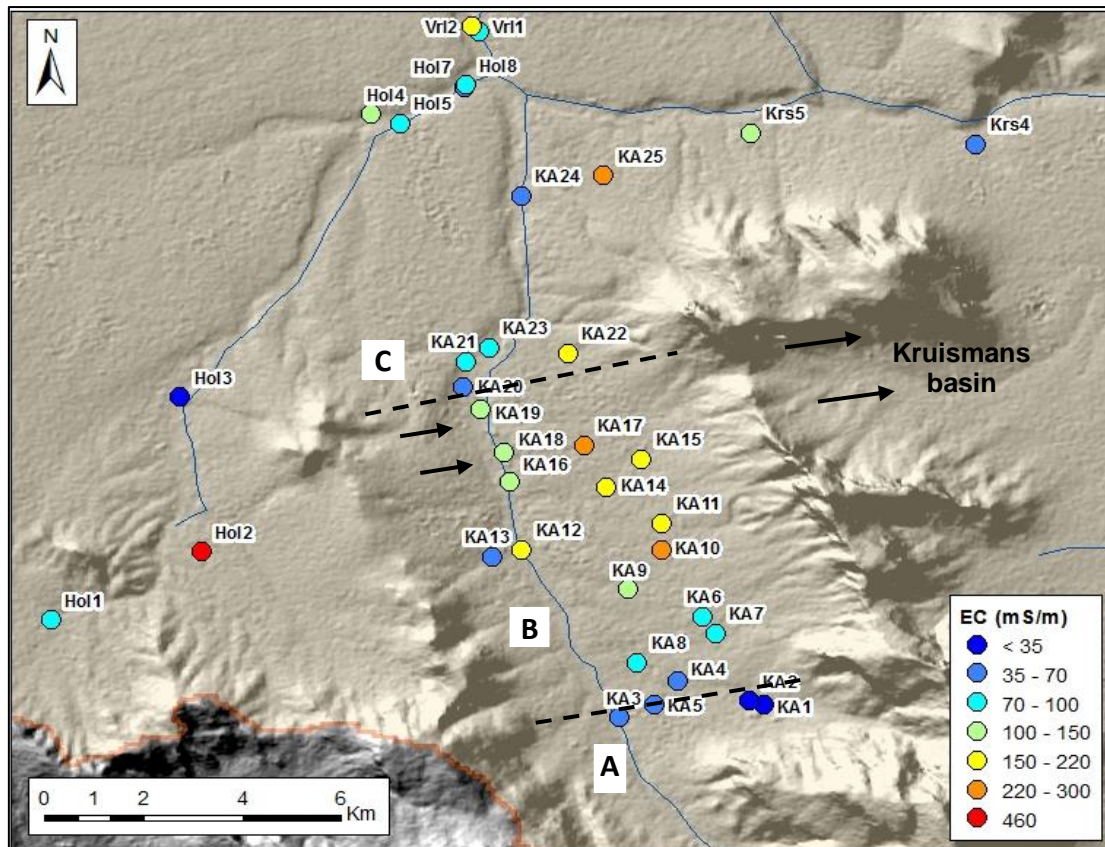 N
Vrl2
Vrl1
Hol7
Hol8
Hol4
Hol5
Krs5
Krs4
KA25
KA24
KA23
KA22
KA21
C
KA20
Kruismans
basin
Hol3
KA19
KA18
KA17
KA15
KA16
KA14
KA11
Hol2
KA13
KA12
KA10
KA9
Hol1
KA6
KA7
B
KA8
KA4
KA2
KA3
KA5
KA1
A
EC (mS/m)
< 35
35 - 70
70 - 100
100 - 150
150 - 220
220 - 300
460
0 1 2 4 6
Km